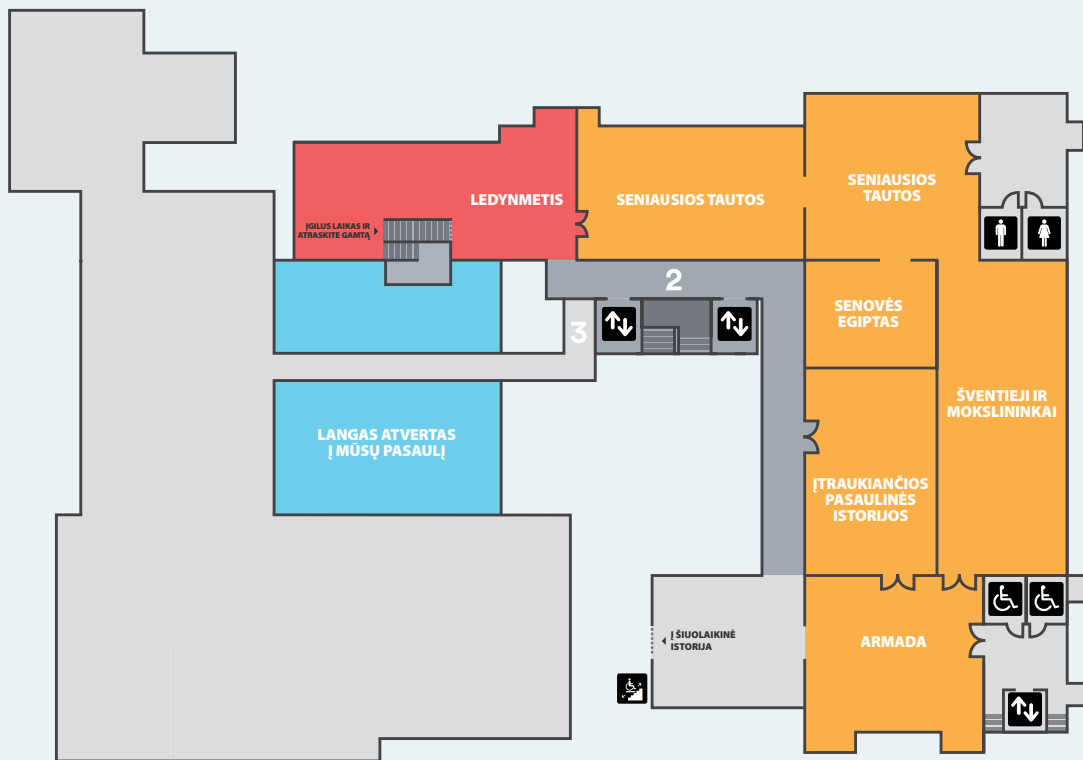 LEDYNMETIS
SENIAUSIOS TAUTOS
SENIAUSIOS
TAUTOS
ĮGILUS LAIKAS IR
ATRASKITE GAMTĄ
2
3
SENOVĖS
EGIPTAS
ŠVENTIEJI IR
MOKSLININKAI
LANGAS ATVERTAS
Į MŪSŲ PASAULĮ
ĮTRAUKIANČIOS
PASAULINĖS
ISTORIJOS
Į ŠIUOLAIKINĖ
ISTORIJA
ARMADA